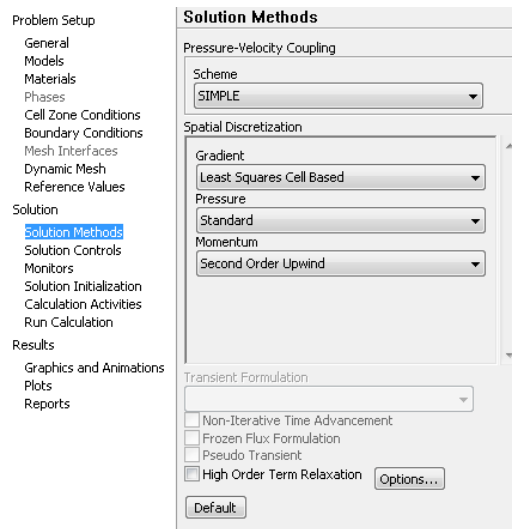 Problem Setup
General
Models
Materials
Phases
Cell Zone Conditions
Boundary Conditions
Mesh Interfaces
Dynamic Mesh
Reference Values
Solution
Solution Methods
Solution Controls
Monitors
Solution Initialization
Calculation Activities
Run Calculation
Results
Graphics and Animations
Plots
Reports
Solution Methods
Pressure-Velocity Coupling
Scheme
SIMPLE
Spatial Discretization
Gradient
Least Squares Cell Based
Pressure
Standard
Momentum
Second Order Upwind
Transient Formulation
Non-Iterative Time Advancement
Frozen Flux Formulation
Pseudo Transient
High Order Term Relaxation Options...
Default